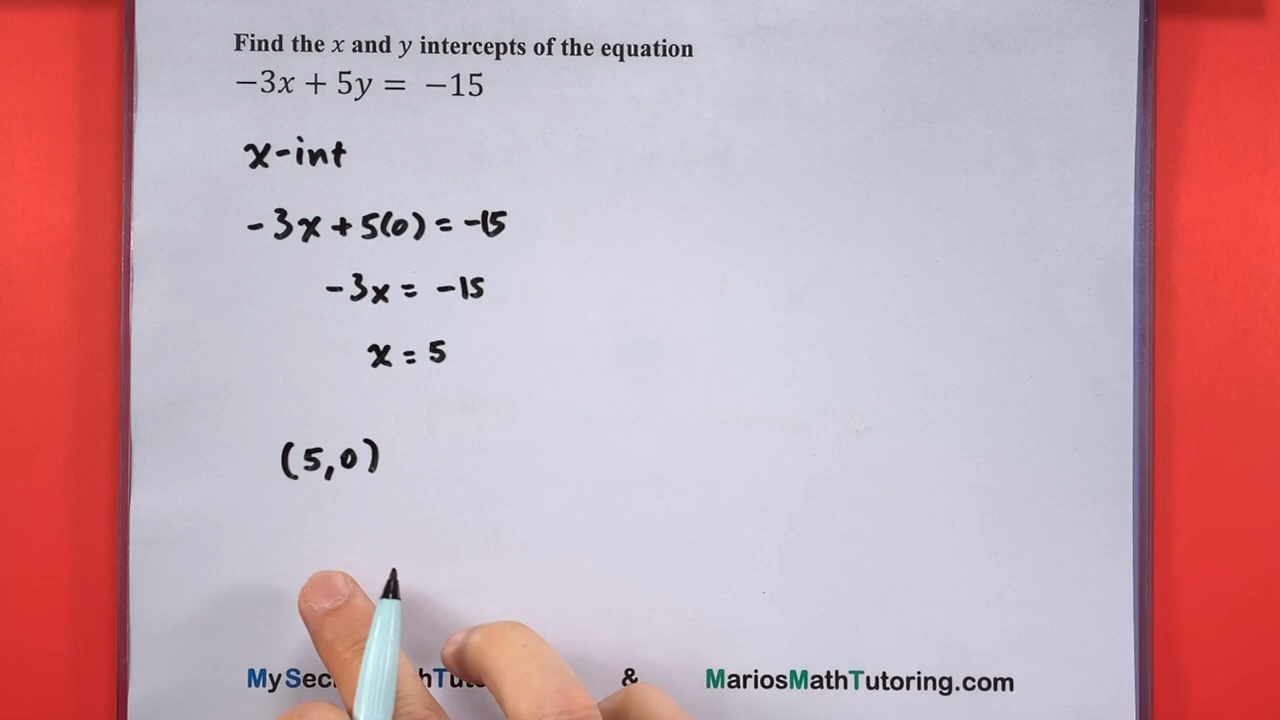 Find the x and y intercepts of the equation
−3x + 5y = −15
x-int
-3x + 5(0) = -15
-3x = -15
x = 5
(5,0)
& MariosMathTutoring.com